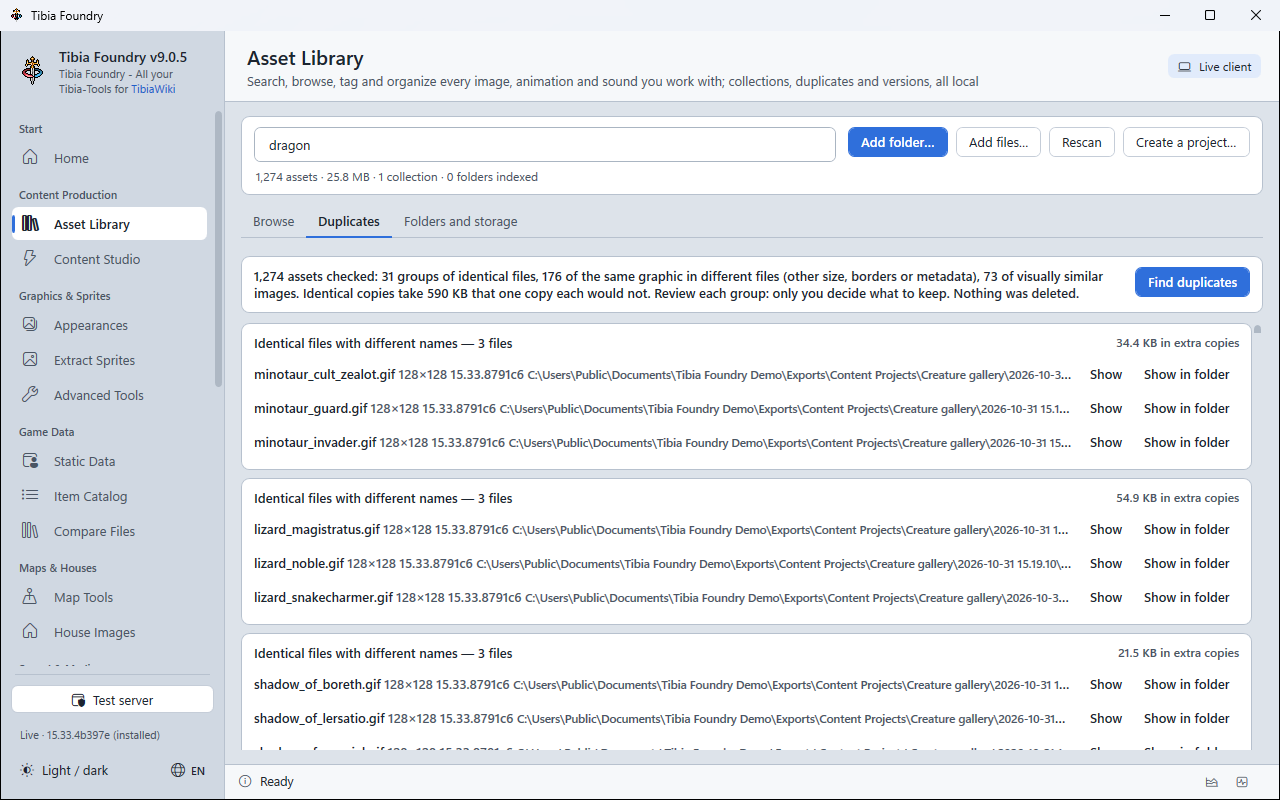 Tibia Foundry
Tibia Foundry v9.0.5
Tibia Foundry - All your
Tibia-Tools for TibiaWiki
Start
Home
Content Production
Asset Library
Content Studio
Graphics & Sprites
Appearances
Extract Sprites
Advanced Tools
Game Data
Static Data
Item Catalog
Compare Files
Maps & Houses
Map Tools
House Images
Test server
Live · 15.33.4b397e (installed)
Light / dark
EN
Asset Library
Search, browse, tag and organize every image, animation and sound you work with; collections, duplicates and versions, all local
Live client
dragon
Add folder...
Add files...
Rescan
Create a project...
1,274 assets · 25.8 MB · 1 collection · 0 folders indexed
Browse
Duplicates
Folders and storage
1,274 assets checked: 31 groups of identical files, 176 of the same graphic in different files (other size, borders or metadata), 73 of visually similar
images. Identical copies take 590 KB that one copy each would not. Review each group: only you decide what to keep. Nothing was deleted.
Find duplicates
Identical files with different names — 3 files
34.4 KB in extra copies
minotaur_cult_zealot.gif 128×128 15.33.8791c6 C:\Users\Public\Documents\Tibia Foundry Demo\Exports\Content Projects\Creature gallery\2026-10-3... Show Show in folder
minotaur_guard.gif 128×128 15.33.8791c6 C:\Users\Public\Documents\Tibia Foundry Demo\Exports\Content Projects\Creature gallery\2026-10-31 15.1... Show Show in folder
minotaur_invader.gif 128×128 15.33.8791c6 C:\Users\Public\Documents\Tibia Foundry Demo\Exports\Content Projects\Creature gallery\2026-10-31 15... Show Show in folder
Identical files with different names — 3 files
54.9 KB in extra copies
lizard_magistratus.gif 128×128 15.33.8791c6 C:\Users\Public\Documents\Tibia Foundry Demo\Exports\Content Projects\Creature gallery\2026-10-31 1... Show Show in folder
lizard_noble.gif 128×128 15.33.8791c6 C:\Users\Public\Documents\Tibia Foundry Demo\Exports\Content Projects\Creature gallery\2026-10-31 15.19.10\... Show Show in folder
lizard_snakecharmer.gif 128×128 15.33.8791c6 C:\Users\Public\Documents\Tibia Foundry Demo\Exports\Content Projects\Creature gallery\2026-10-3... Show Show in folder
Identical files with different names — 3 files
21.5 KB in extra copies
shadow_of_boreth.gif 128×128 15.33.8791c6 C:\Users\Public\Documents\Tibia Foundry Demo\Exports\Content Projects\Creature gallery\2026-10-31 1... Show Show in folder
shadow_of_lersatio.gif 128×128 15.33.8791c6 C:\Users\Public\Documents\Tibia Foundry Demo\Exports\Content Projects\Creature gallery\2026-10-31... Show Show in folder
Ready